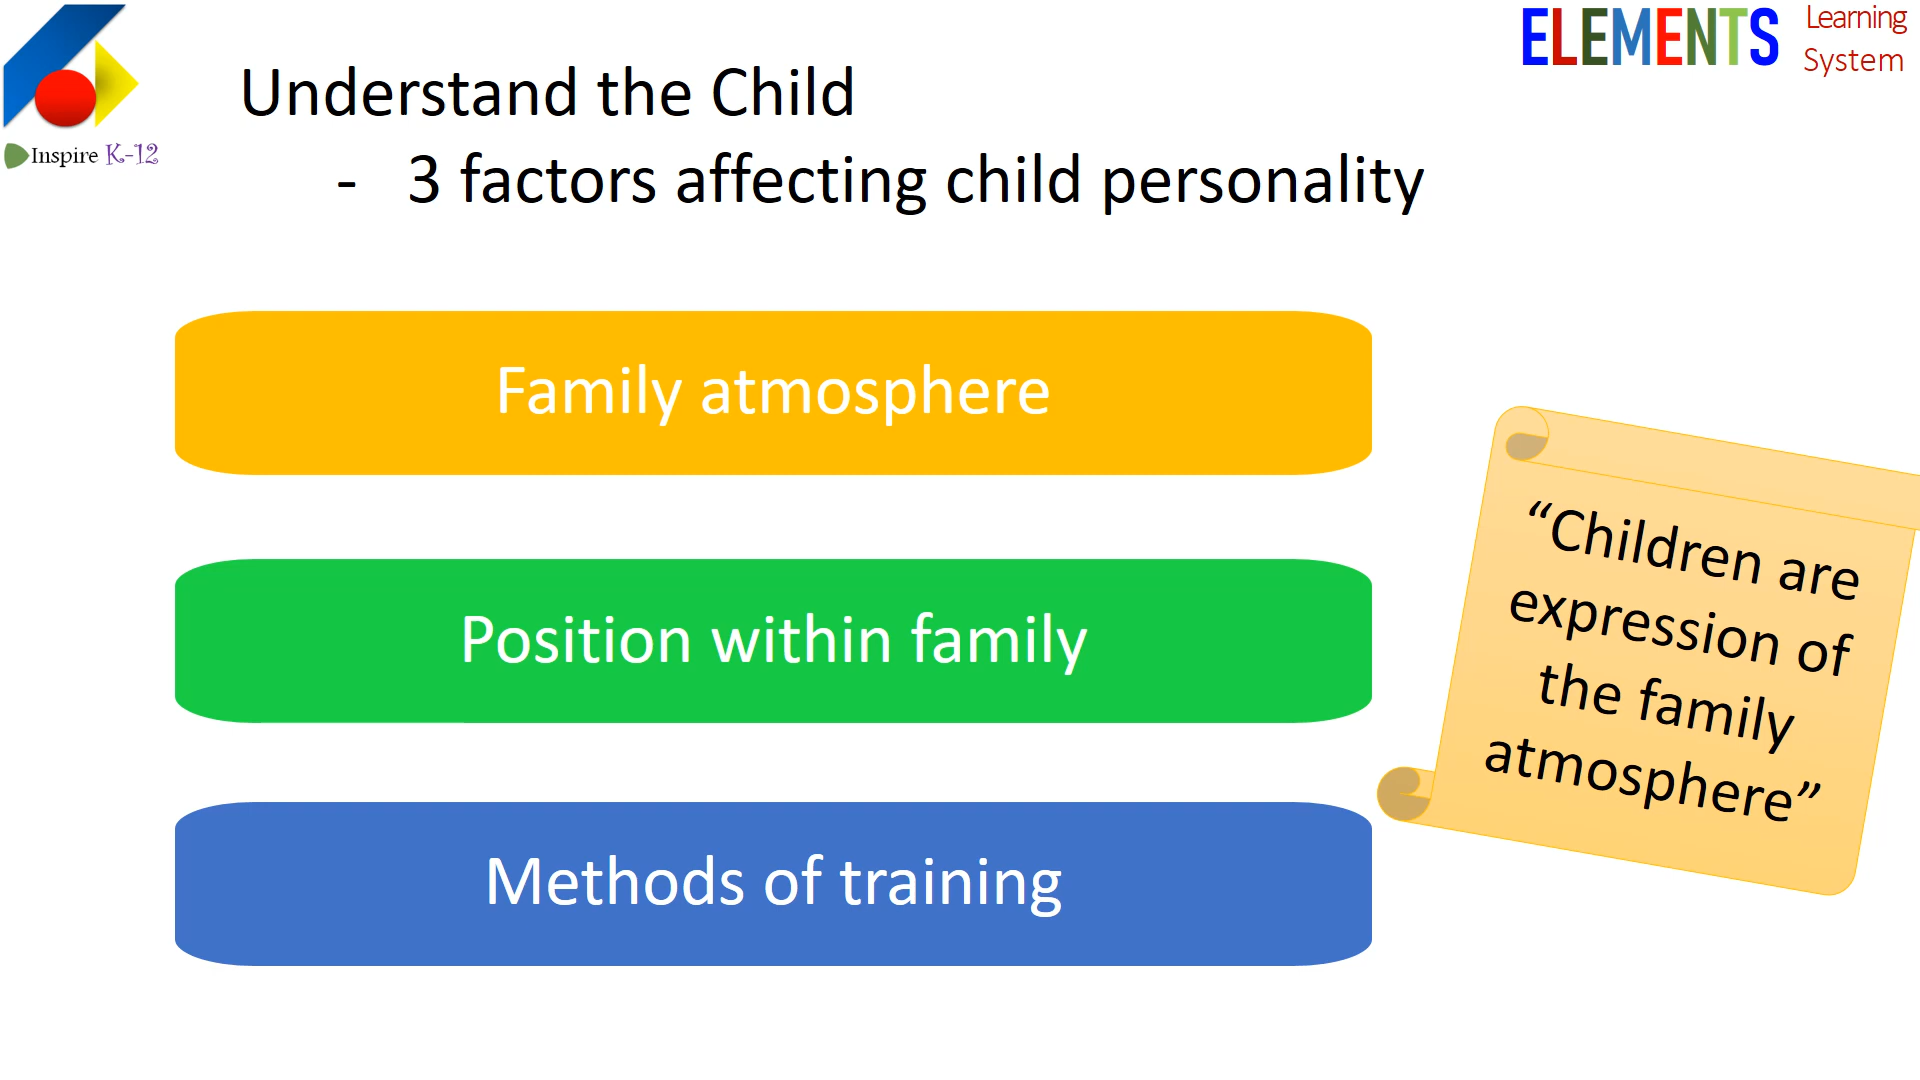 ELEMENTS Learning
System
Inspire K-12
Understand the Child
- 3 factors affecting child personality
Family atmosphere
Position within family
Methods of training
“Children are
expression of
the family
atmosphere”